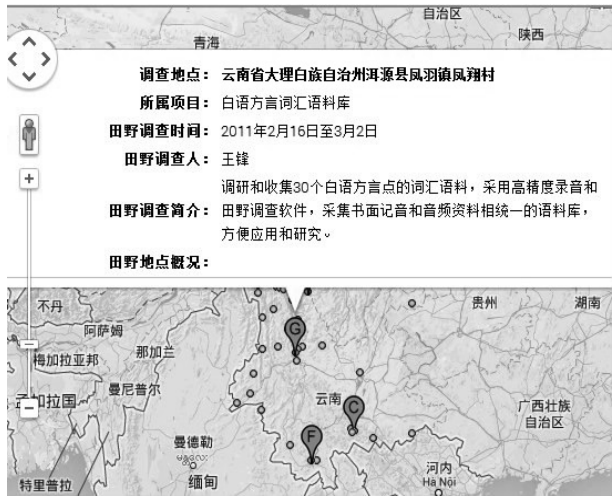 自治区
青海
陕西
调查地点： 云南省大理白族自治州洱源县凤羽镇凤翔村
所属项目： 白语方言词汇语料库
田野调查时间： 2011年2月16日至3月2日
田野调查人： 王锋
田野调查简介： 调研和收集30个白语方言点的词汇语料，采用高精度录音和
田野调查软件，采集书面记音和音频资料相统一的语料库，
方便应用和研究。
田野地点概况：
不丹
贵州
湖南
阿萨姆
G
那加兰
梅加拉亚邦
曼尼普尔
孟加拉国
云南
C
广西壮族
自治区
曼德勒
F
河内
Hà Nội
特里普拉
缅甸